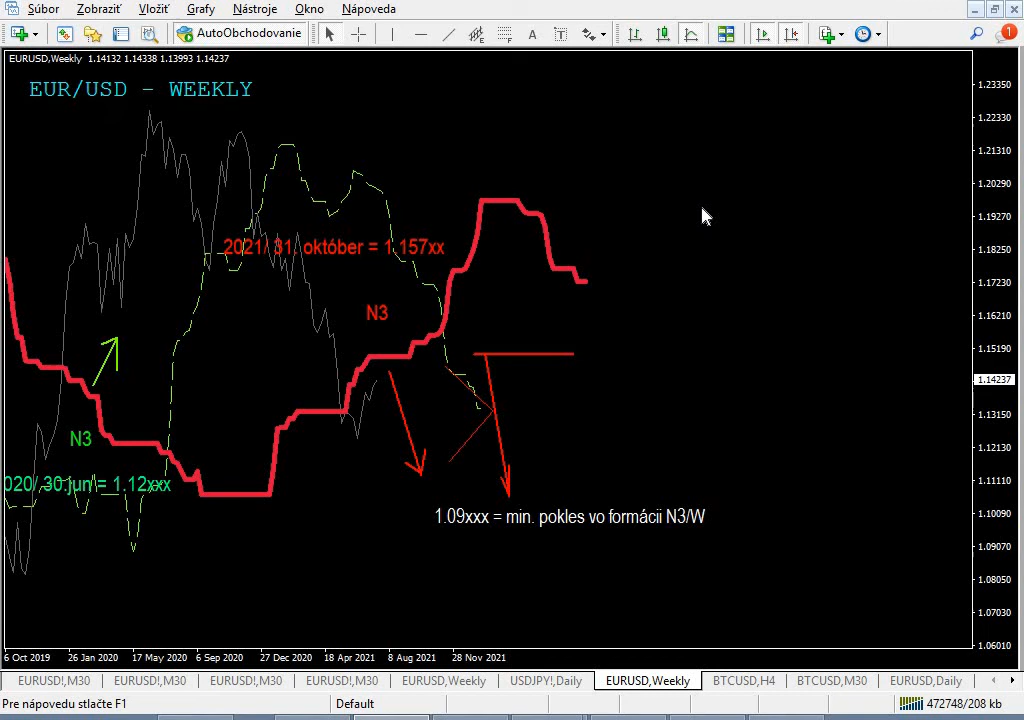 Súbor Zobraziť Vložiť Grafy Nástroje Okno Nápoveda
AutoObchodovanie
A T
1
EURUSD,Weekly 1.14132 1.14338 1.13993 1.14237
EUR/USD - WEEKLY
1.23350
1.22330
1.21310
1.20290
1.19270
1.18250
1.17230
1.16210
1.15190
1.14237
1.13150
1.12130
1.11110
1.10090
1.09070
1.08050
1.07030
1.06010
2021/ 31. október = 1.157xx
N3
N3
020/ 30.jun = 1.12xxx
1.09xxx = min. pokles vo formácii N3/W
6 Oct 2019 26 Jan 2020 17 May 2020 6 Sep 2020 27 Dec 2020 18 Apr 2021 8 Aug 2021 28 Nov 2021
EURUSD!,M30 EURUSD!,M30 EURUSD!,M30 EURUSD!,M30 EURUSD,Weekly USDJPY!,Daily EURUSD,Weekly BTCUSD,H4 BTCUSD,M30 EURUSD,Daily
Pre nápovedu stlačte F1 Default 472748/208 kb